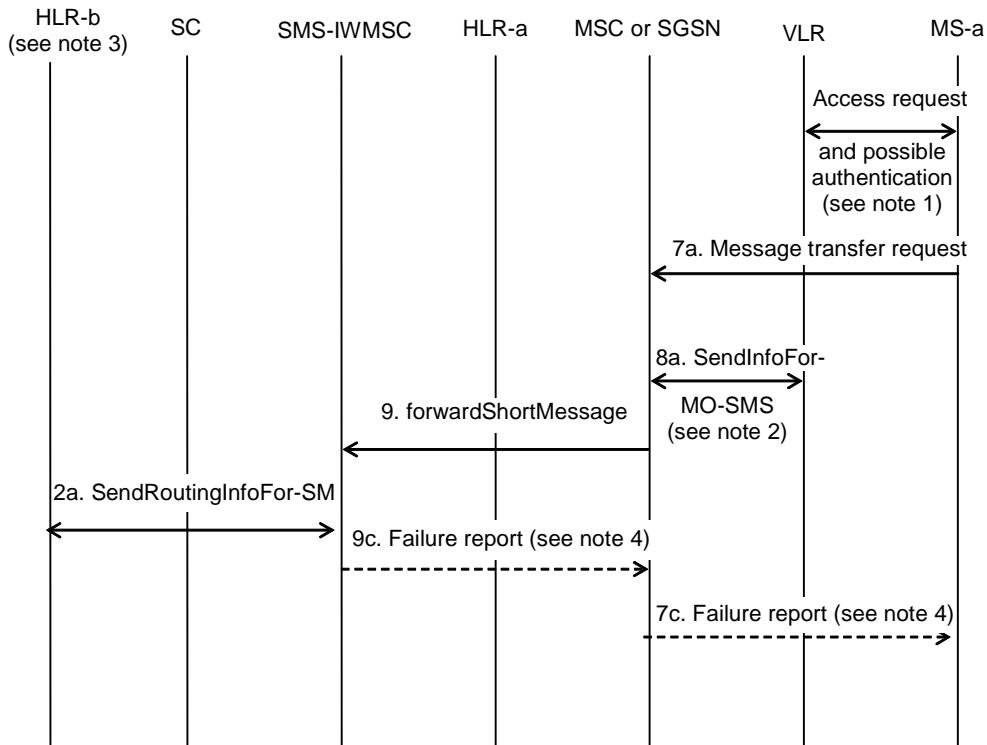 HLR-b
(see note 3)
SC
SMS-IWMSC
HLR-a
MSC or SGSN
VLR
MS-a
Access request
and possible
authentication
(see note 1)
7a. Message transfer request
8a. SendInfoFor-
MO-SMS
(see note 2)
9. forwardShortMessage
2a. SendRoutingInfoFor-SM
9c. Failure report (see note 4)
7c. Failure report (see note 4)